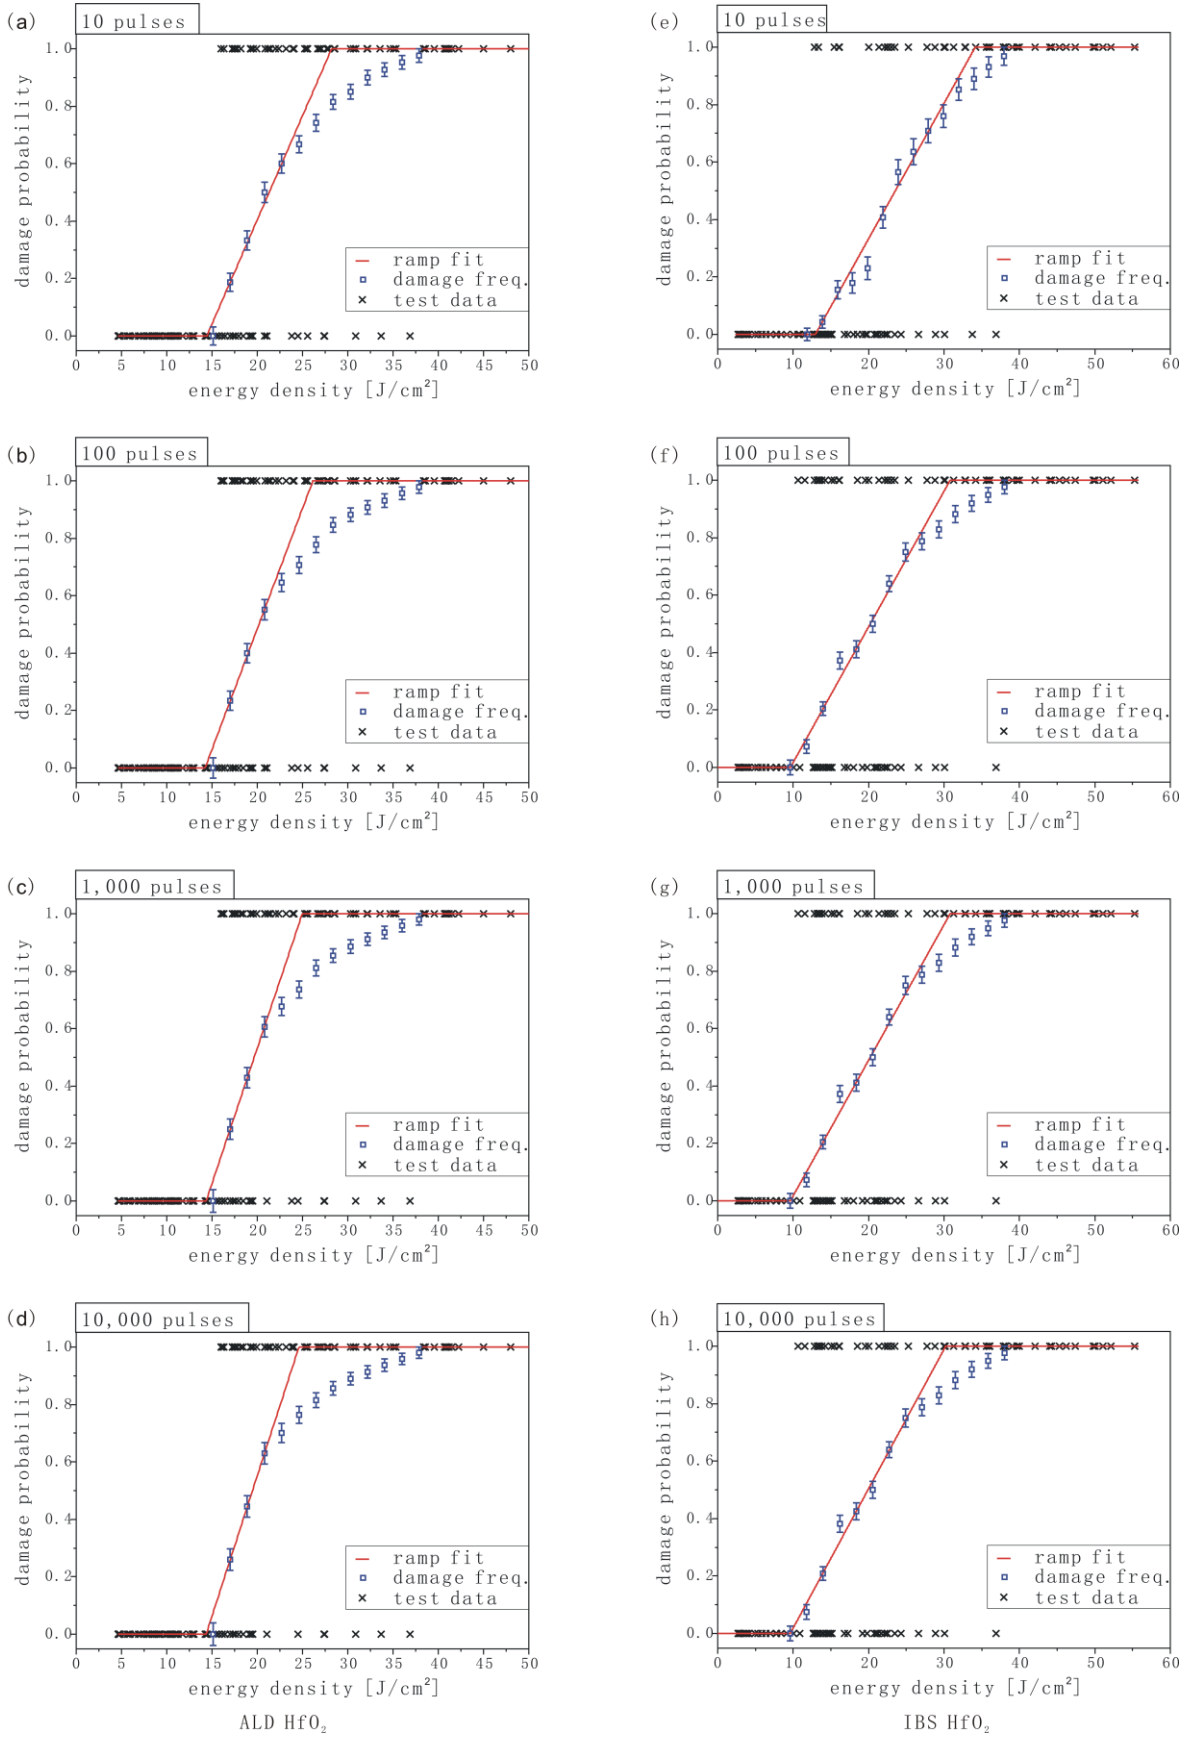 (a) 10 pulses
1.0
0.8
0.6
0.4
0.2
0.0
damage probability
ramp fit
damage freq.
test data
0 5 10 15 20 25 30 35 40 45 50
energy density [J/cm²]
(e) 10 pulses
1.0
0.8
0.6
0.4
0.2
0.0
damage probability
ramp fit
damage freq.
test data
0 10 20 30 40 50 60
energy density [J/cm²]
(b) 100 pulses
1.0
0.8
0.6
0.4
0.2
0.0
damage probability
ramp fit
damage freq.
test data
0 5 10 15 20 25 30 35 40 45 50
energy density [J/cm²]
(f) 100 pulses
1.0
0.8
0.6
0.4
0.2
0.0
damage probability
ramp fit
damage freq.
test data
0 10 20 30 40 50 60
energy density [J/cm²]
(c) 1,000 pulses
1.0
0.8
0.6
0.4
0.2
0.0
damage probability
ramp fit
damage freq.
test data
0 5 10 15 20 25 30 35 40 45 50
energy density [J/cm²]
(g) 1,000 pulses
1.0
0.8
0.6
0.4
0.2
0.0
damage probability
ramp fit
damage freq.
test data
0 10 20 30 40 50 60
energy density [J/cm²]
(d) 10,000 pulses
1.0
0.8
0.6
0.4
0.2
0.0
damage probability
ramp fit
damage freq.
test data
0 5 10 15 20 25 30 35 40 45 50
energy density [J/cm²]
ALD HfO₂
(h) 10,000 pulses
1.0
0.8
0.6
0.4
0.2
0.0
damage probability
ramp fit
damage freq.
test data
0 10 20 30 40 50 60
energy density [J/cm²]
IBS HfO₂